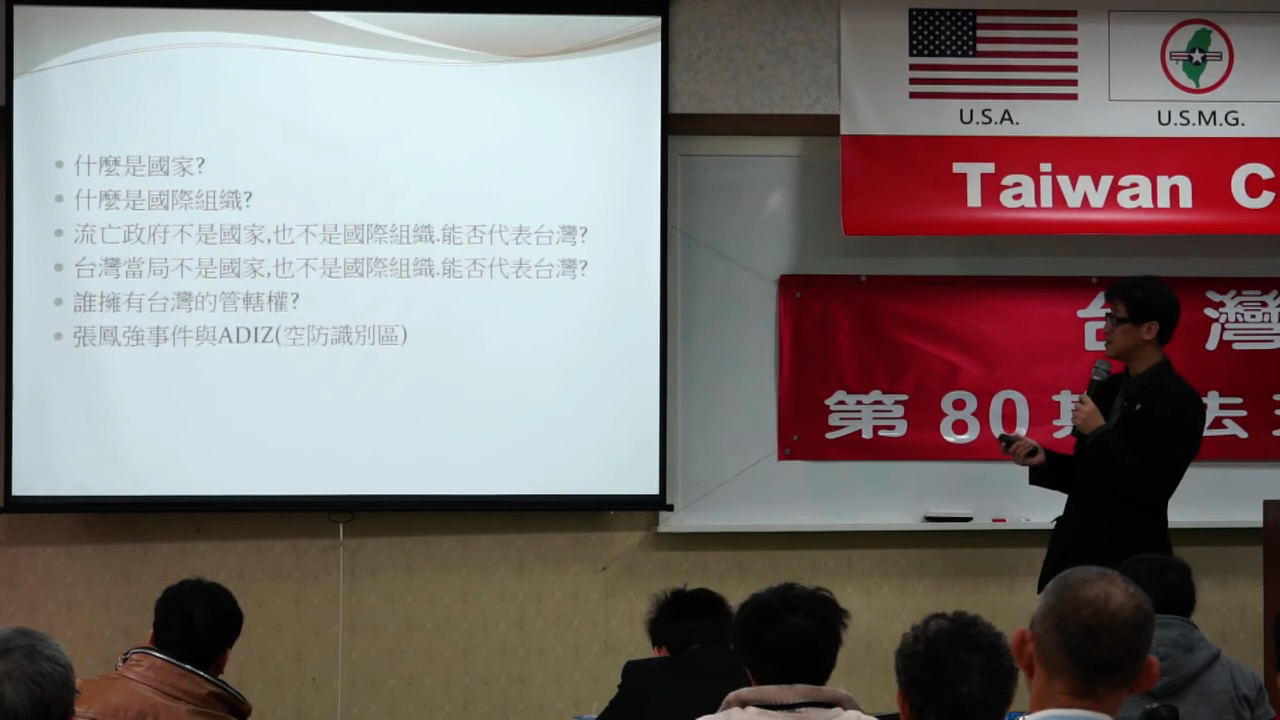 • 什麼是國家?
• 什麼是國際組織?
• 流亡政府不是國家,也不是國際組織.能否代表台灣?
• 台灣當局不是國家,也不是國際組織.能否代表台灣?
• 誰擁有台灣的管轄權?
• 張鳳強事件與ADIZ(空防識別區)
U.S.A.
U.S.M.G.
Taiwan C
台灣
第 80 期 法